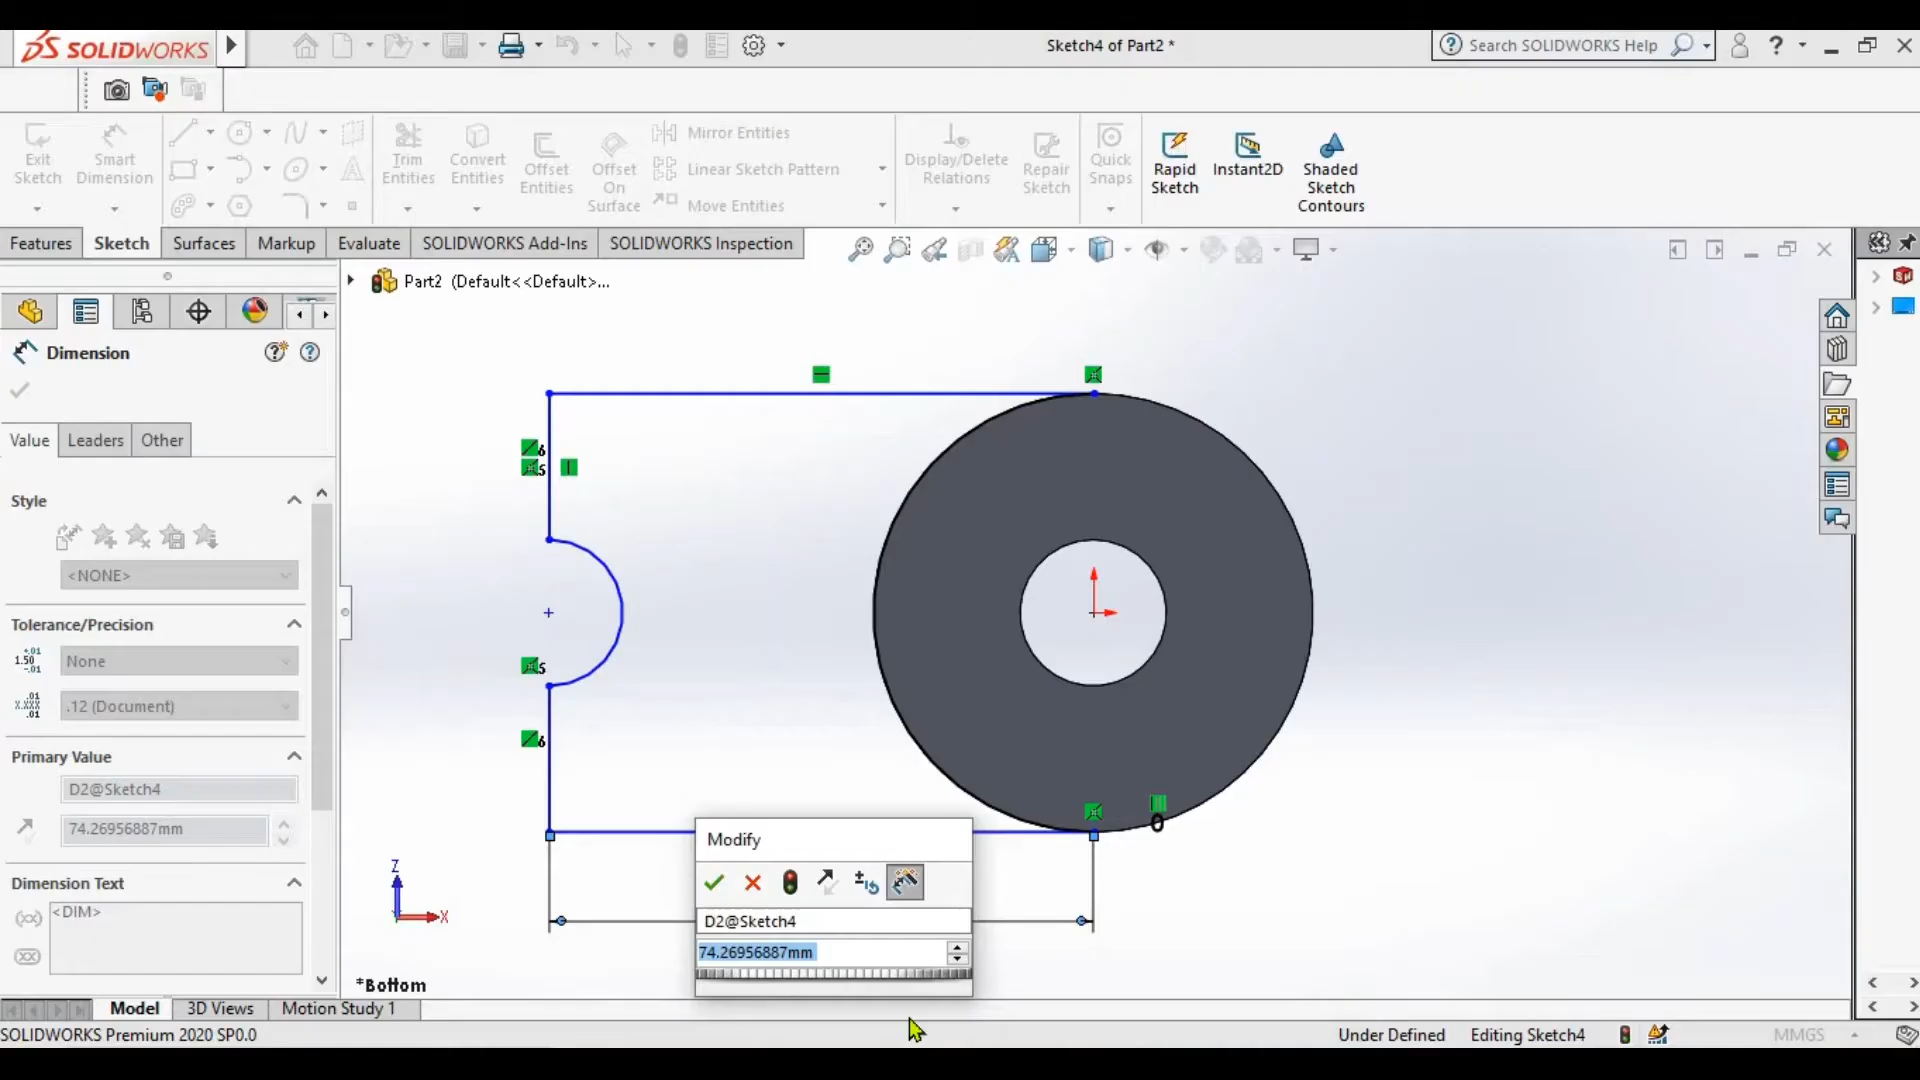 SOLIDWORKS
Sketch4 of Part2 *
Search SOLIDWORKS Help
Exit Sketch
Smart Dimension
Trim Entities
Convert Entities
Offset Entities
Offset On Surface
Mirror Entities
Linear Sketch Pattern
Move Entities
Display/Delete Relations
Repair Sketch
Quick Snaps
Rapid Sketch
Instant2D
Shaded Sketch Contours
Features
Sketch
Surfaces
Markup
Evaluate
SOLIDWORKS Add-Ins
SOLIDWORKS Inspection
Part2 (Default<<Default>...
Dimension
Value
Leaders
Other
Style
<NONE>
Tolerance/Precision
None
.12 (Document)
Primary Value
D2@Sketch4
74.26956887mm
Dimension Text
<DIM>
6
5
5
6
0
Z
X
*Bottom
Modify
D2@Sketch4
74.26956887mm
Model
3D Views
Motion Study 1
SOLIDWORKS Premium 2020 SP0.0
Under Defined
Editing Sketch4
MMGS